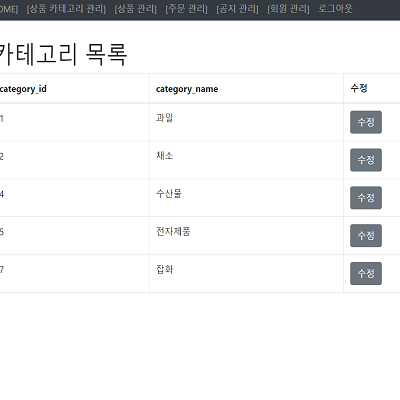 OME] [상품 카테고리 관리] [상품 관리] [주문 관리] [공지 관리] [회원 관리] 로그아웃
카테고리 목록
category_id category_name 수정
1 과일 수정
2 채소 수정
4 수산물 수정
5 전자제품 수정
7 잡화 수정